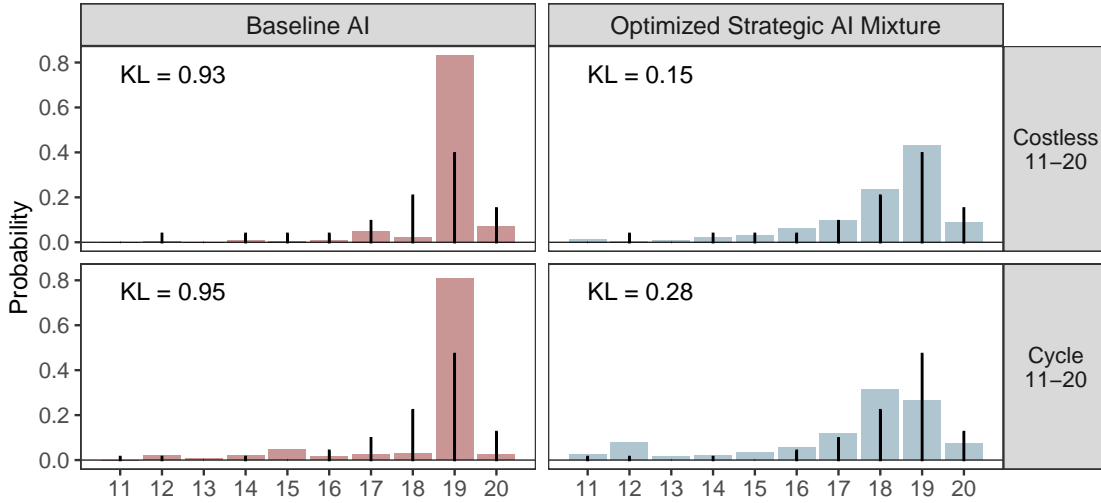 Baseline AI
Optimized Strategic AI Mixture
Probability
0.8
0.6
0.4
0.2
0.0
KL = 0.93
KL = 0.15
Costless
11−20
0.8
0.6
0.4
0.2
0.0
KL = 0.95
KL = 0.28
Cycle
11−20
11 12 13 14 15 16 17 18 19 20
11 12 13 14 15 16 17 18 19 20